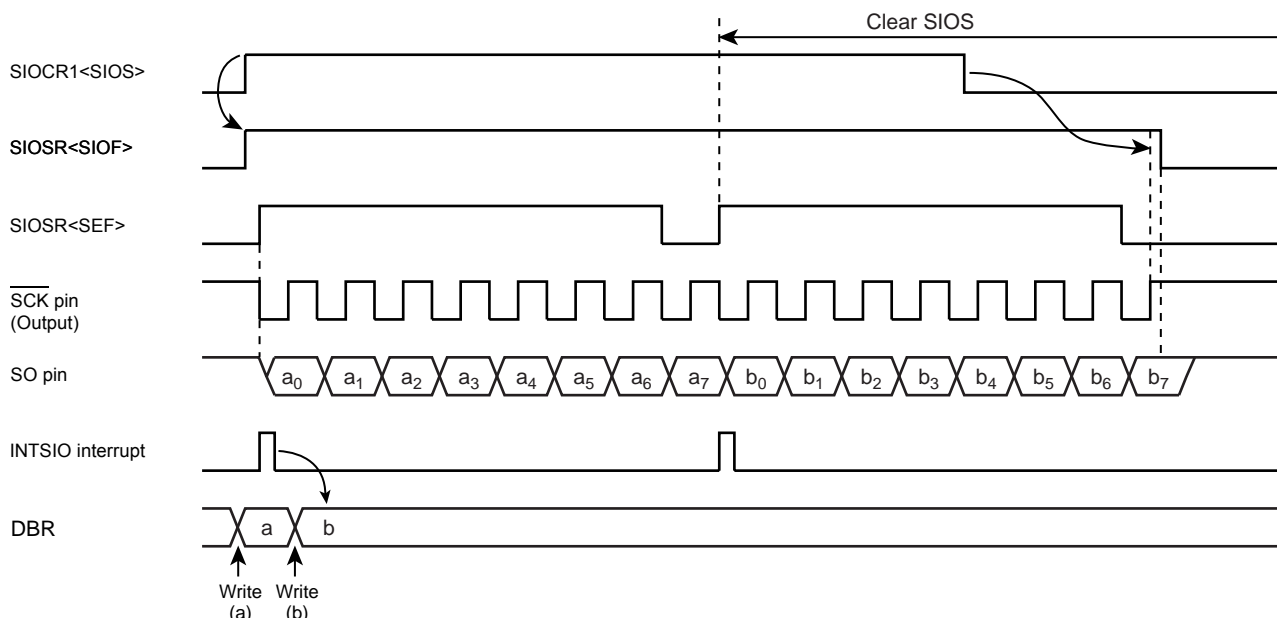 Clear SIOS
SIOCR1<SIOS>
SIOSR<SIOF>
SIOSR<SEF>
SCK pin
(Output)
SO pin
a0 a1 a2 a3 a4 a5 a6 a7 b0 b1 b2 b3 b4 b5 b6 b7
INTSIO interrupt
DBR
a b
Write Write
(a) (b)